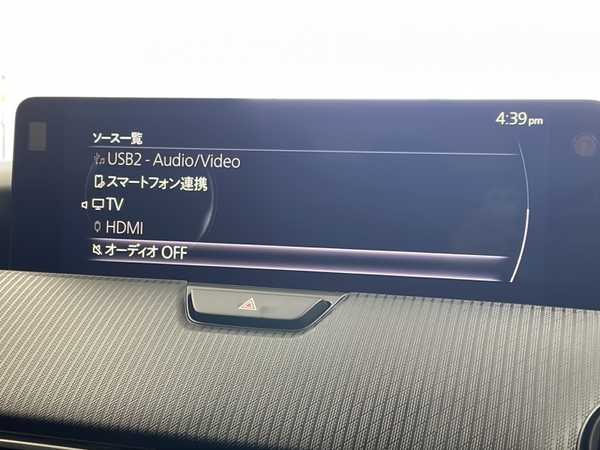 4:39pm
ソース一覧
USB2 - Audio/Video
スマートフォン連携
TV
HDMI
オーディオ OFF